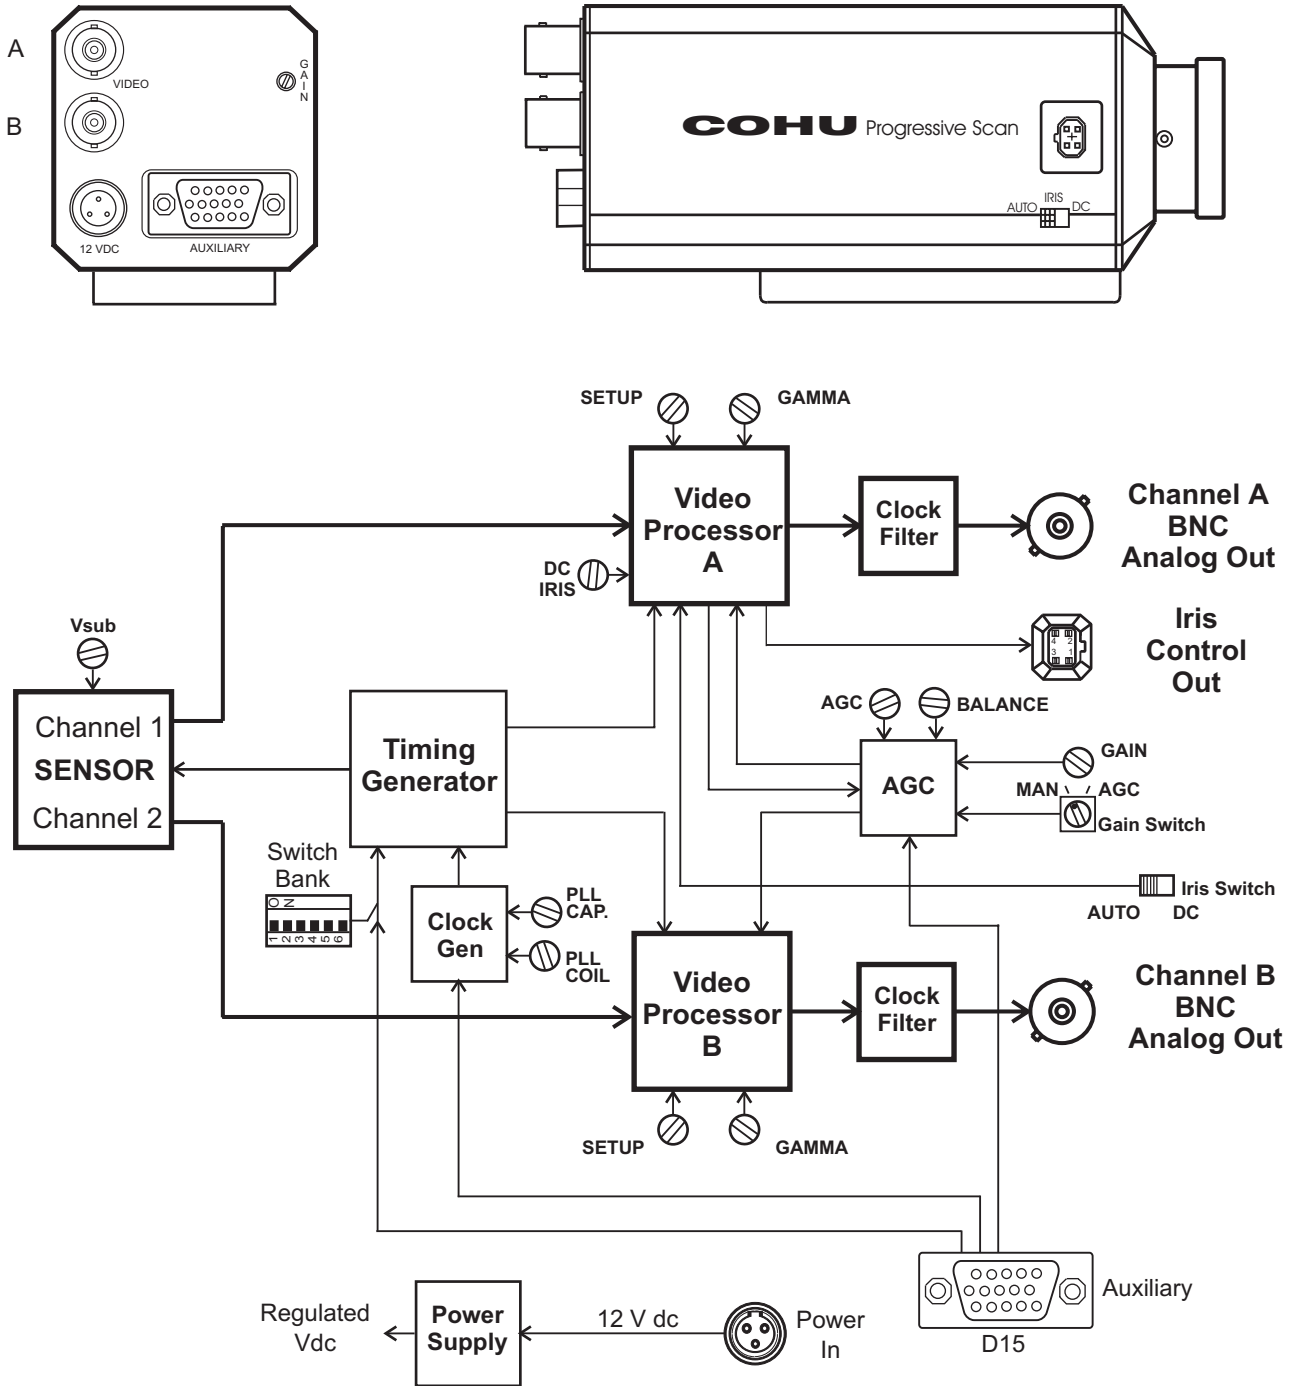 A
VIDEO
GAIN
B
12 VDC
AUXILIARY
COHU Progressive Scan
IRIS
AUTO DC
SETUP
GAMMA
Video
Processor
A
Clock
Filter
Channel A
BNC
Analog Out
DC
IRIS
Iris
Control
Out
4 2
3 1
Vsub
Channel 1
SENSOR
Channel 2
Timing
Generator
AGC
BALANCE
AGC
GAIN
MAN AGC
Gain Switch
Switch
Bank
ON
1 2 3 4 5 6
Clock
Gen
PLL
CAP.
PLL
COIL
Iris Switch
AUTO DC
Video
Processor
B
Clock
Filter
Channel B
BNC
Analog Out
SETUP
GAMMA
Auxiliary
D15
Regulated
Vdc
Power
Supply
12 V dc
Power
In